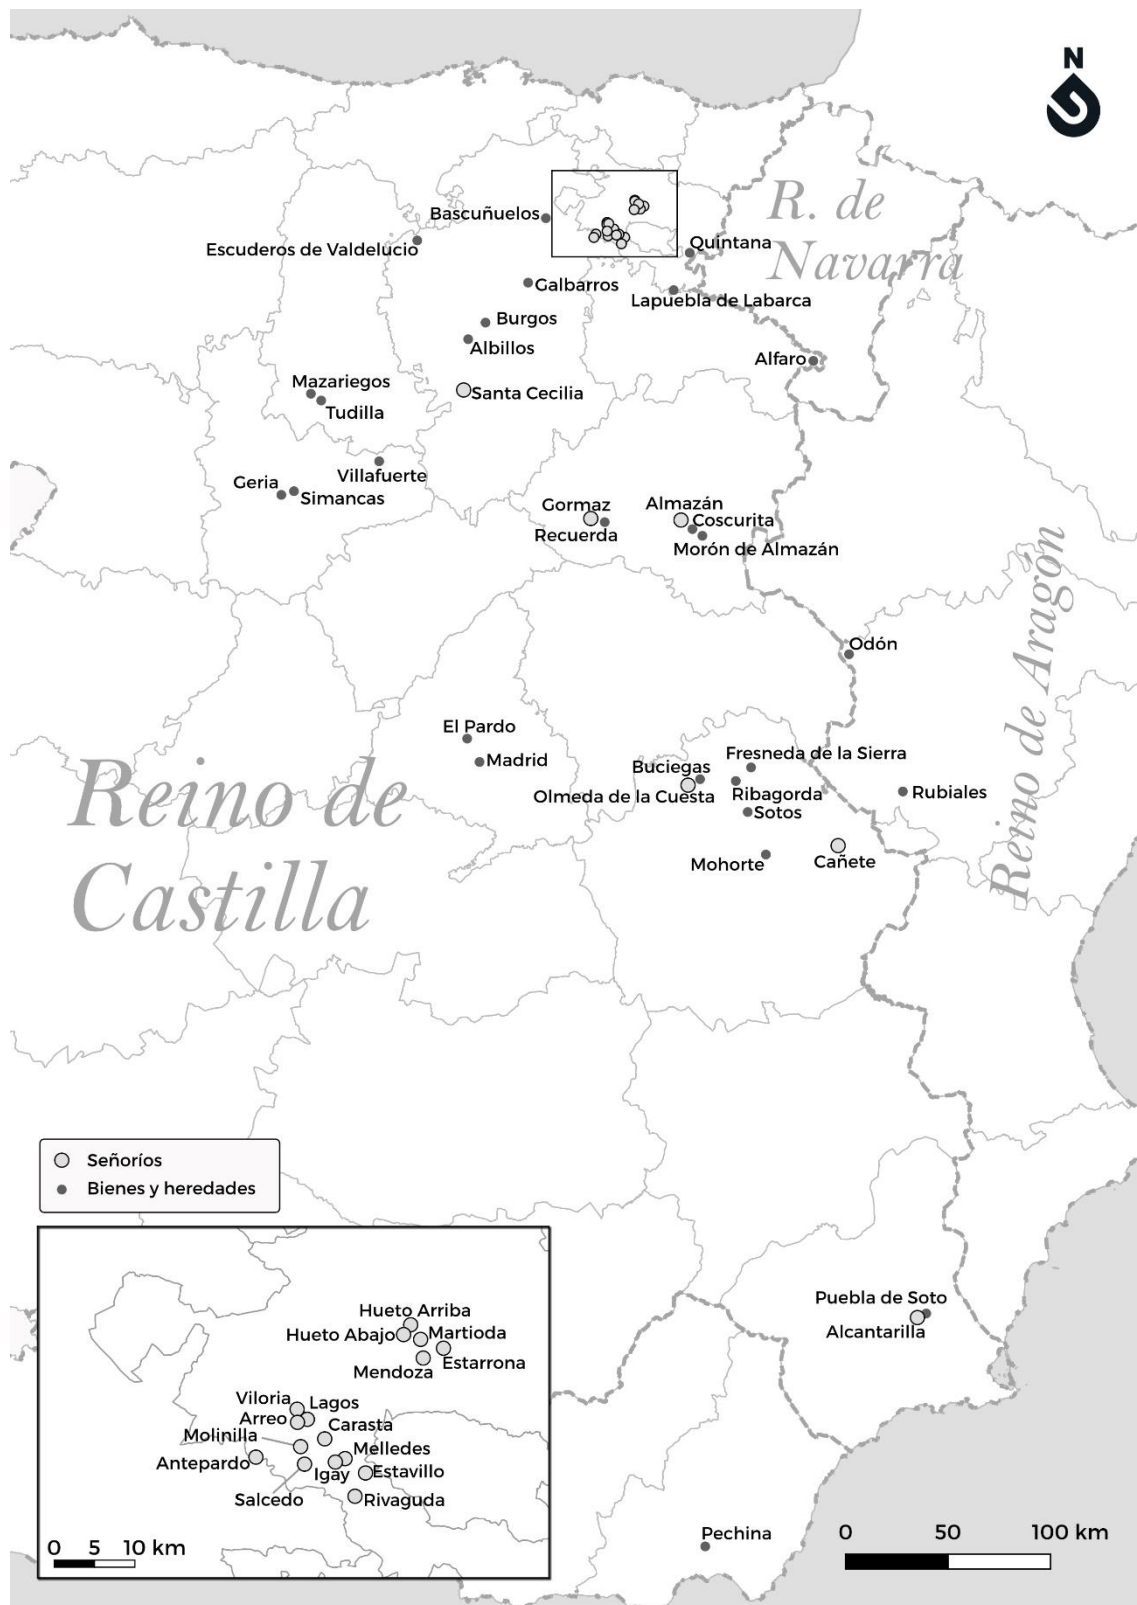 N
R. de
Navarra
Bascuñuelos
Escuderos de Valdelucio
Quintana
Galbarros
Lapuebla de Labarca
Burgos
Albillos
Alfaro
Mazariegos
Santa Cecilia
Tudilla
Villafuerte
Geria
Simancas
Gormaz
Almazán
Coscurita
Recuerda
Morón de Almazán
Reino de Aragón
Odón
El Pardo
Madrid
Fresneda de la Sierra
Buciegas
Olmeda de la Cuesta
Ribagorda
Rubiales
Sotos
Reino de
Castilla
Mohorte
Cañete
Señoríos
Bienes y heredades
Puebla de Soto
Alcantarilla
Hueto Arriba
Hueto Abajo
Martioda
Estarrona
Mendoza
Viloria
Lagos
Arreo
Carasta
Molinilla
Melledes
Antepardo
Igay
Estavillo
Salcedo
Rivaguda
0 5 10 km
Pechina
0 50 100 km